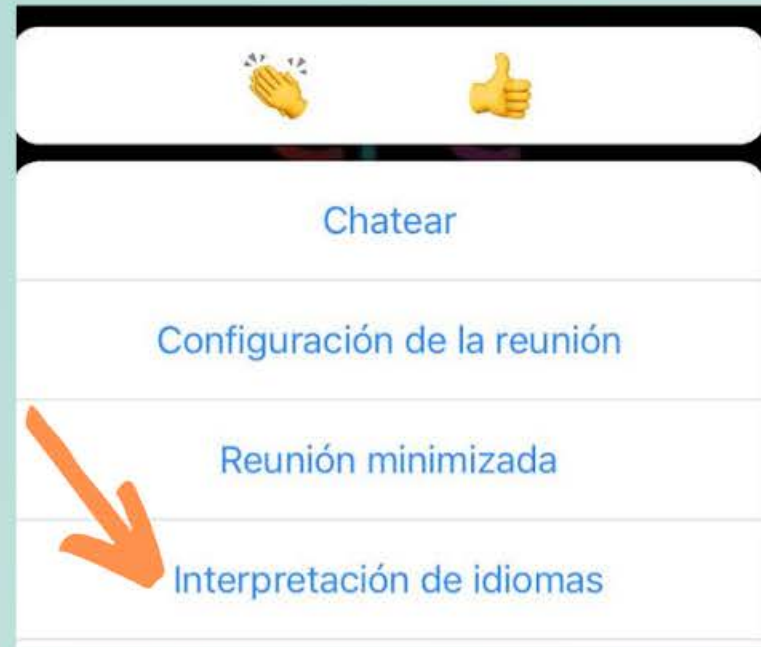 Chatear
Configuración de la reunión
Reunión minimizada
Interpretación de idiomas